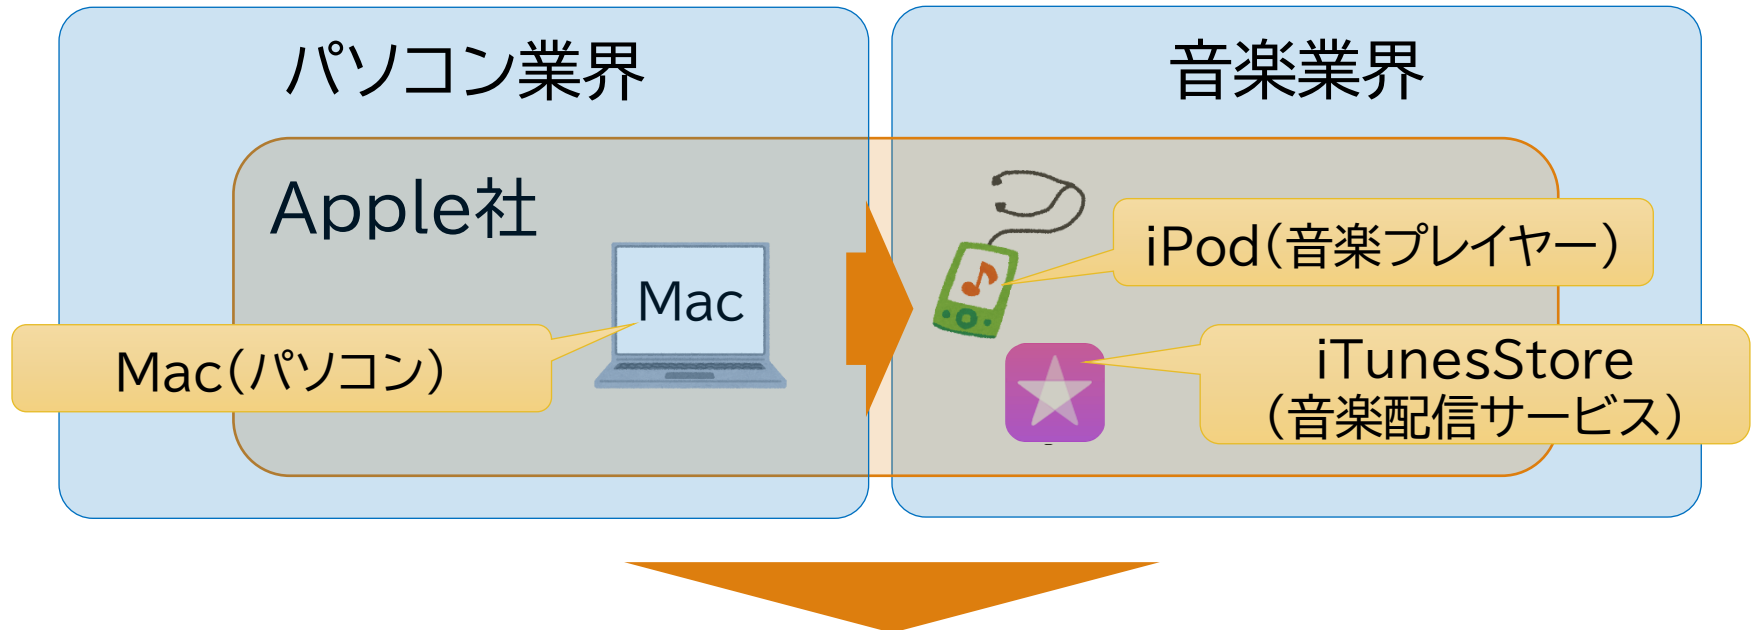 パソコン業界
音楽業界
Apple社
Mac
Mac(パソコン)
iPod(音楽プレイヤー)
iTunesStore
(音楽配信サービス)